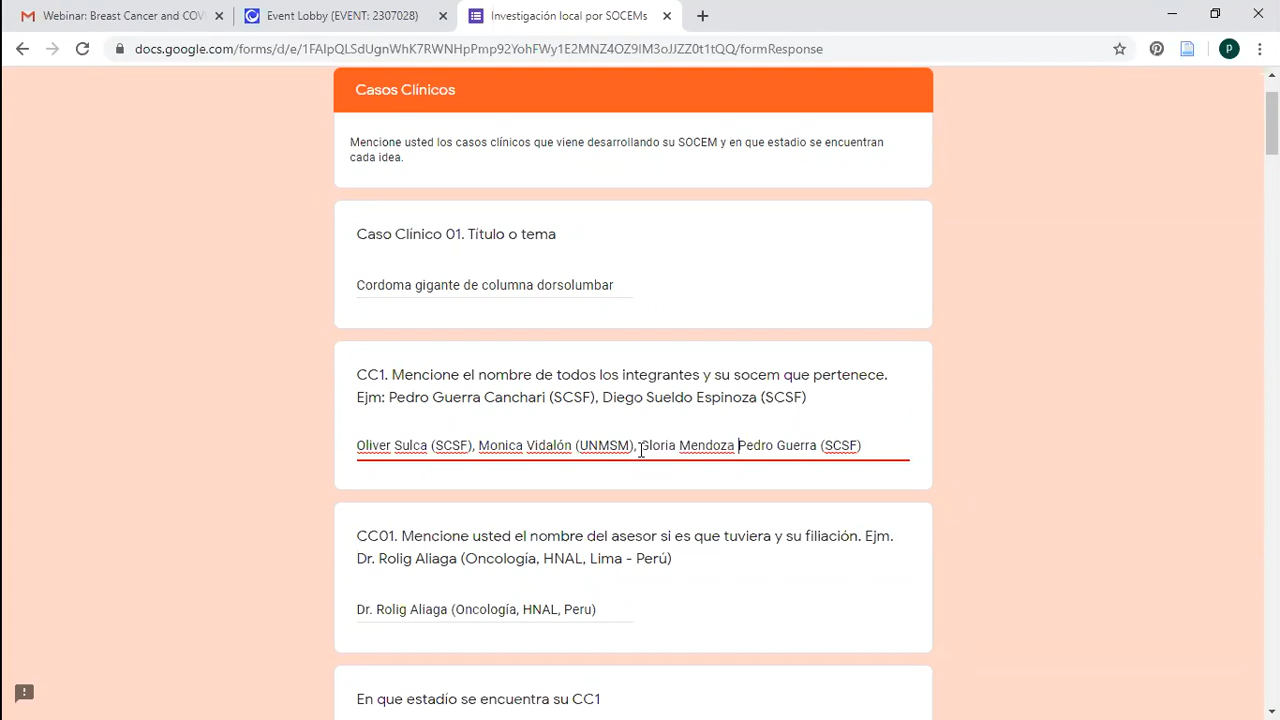 Webinar: Breast Cancer and COVI
Event Lobby (EVENT: 2307028)
Investigación local por SOCEMs
docs.google.com/forms/d/e/1FAIpQLSdUgnWhK7RWNHpPmp92YohFWy1E2MNZ4OZ9IM3oJJZZ0t1tQQ/formResponse
p
Casos Clínicos
Mencione usted los casos clínicos que viene desarrollando su SOCEM y en que estadio se encuentran
cada idea.
Caso Clínico 01. Título o tema
Cordoma gigante de columna dorsolumbar
CC1. Mencione el nombre de todos los integrantes y su socem que pertenece.
Ejm: Pedro Guerra Canchari (SCSF), Diego Sueldo Espinoza (SCSF)
Oliver Sulca (SCSF), Monica Vidalón (UNMSM), Gloria Mendoza Pedro Guerra (SCSF)
CC01. Mencione usted el nombre del asesor si es que tuviera y su filiación. Ejm.
Dr. Rolig Aliaga (Oncología, HNAL, Lima - Perú)
Dr. Rolig Aliaga (Oncología, HNAL, Peru)
En que estadío se encuentra su CC1